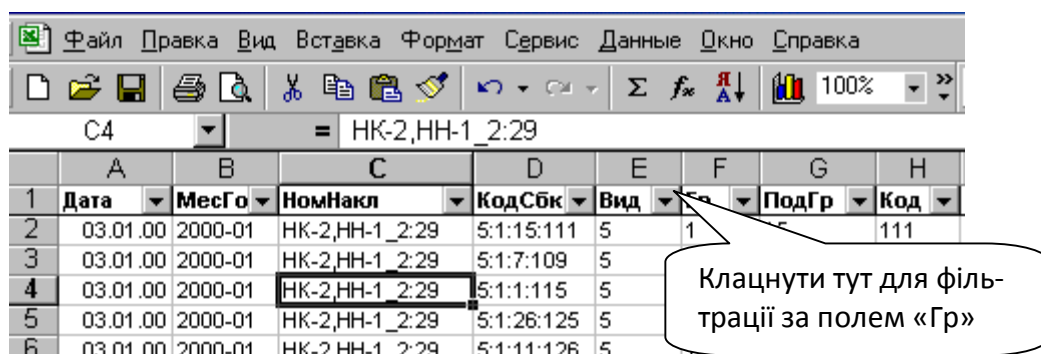 Файл Правка Вид Вставка Формат Сервис Данные Окно Справка
Σ fx 100%
C4 = НК-2,НН-1_2:29
A B C D E F G H
1 Дата МесГо НомНакл КодСбк Вид Гр ПодГр Код
2 03.01.00 2000-01 НК-2,НН-1_2:29 5:1:15:111 5 1 111
3 03.01.00 2000-01 НК-2,НН-1_2:29 5:1:7:109 5
4 03.01.00 2000-01 НК-2,НН-1_2:29 5:1:1:115 5
5 03.01.00 2000-01 НК-2,НН-1_2:29 5:1:26:125 5
6 03.01.00 2000-01 НК-2,НН-1_2:29 5:1:11:126 5
Клацнути тут для філь-
трації за полем «Гр»